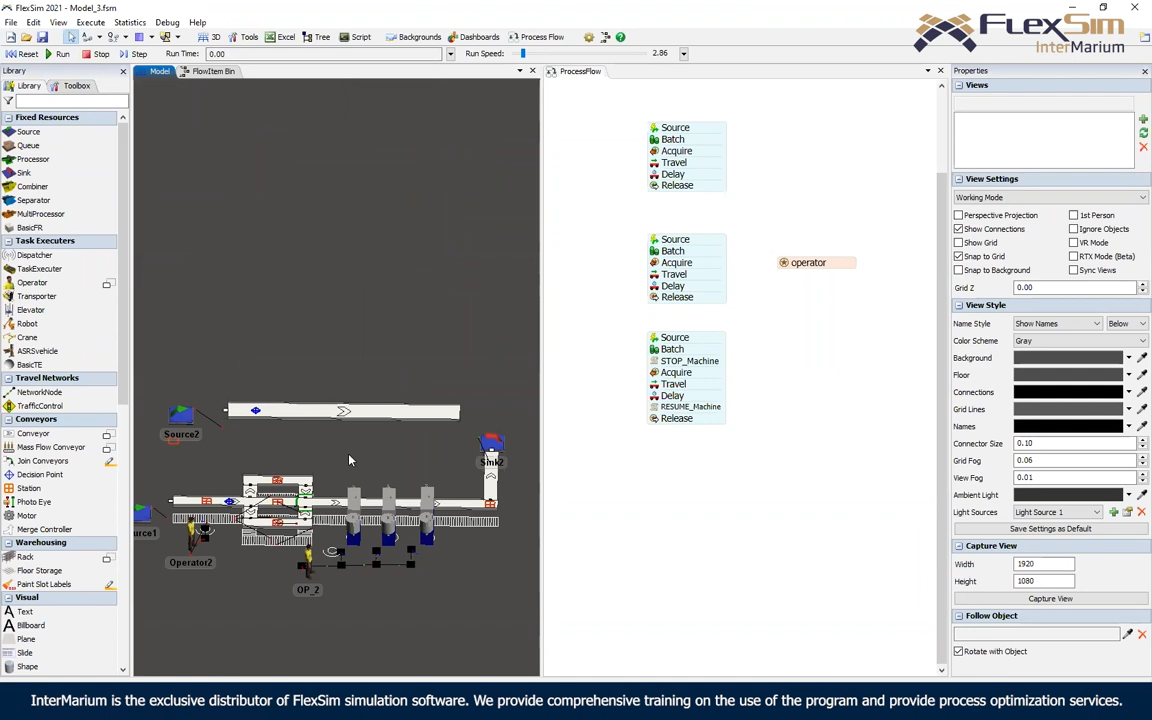 FlexSim 2021 - Model_3.fsm
File Edit View Execute Statistics Debug Help
3D Tools Excel Tree Script Backgrounds Dashboards Process Flow
Reset Run Stop Step Run Time: 0.00 Run Speed: 2.86
FLEXSIM
InterMarium
Library
Library Toolbox
Fixed Resources
Source
Queue
Processor
Sink
Combiner
Separator
MultiProcessor
BasicFR
Task Executers
Dispatcher
TaskExecuter
Operator
Transporter
Elevator
Robot
Crane
ASRSvehicle
BasicTE
Travel Networks
NetworkNode
TrafficControl
Conveyors
Conveyor
Mass Flow Conveyor
Join Conveyors
Decision Point
Station
Photo Eye
Motor
Merge Controller
Warehousing
Rack
Floor Storage
Paint Slot Labels
Visual
Text
Billboard
Plane
Slide
Shape
Model FlowItem Bin
Source2
Sink2
urce1
Operator2
OP_2
ProcessFlow
Source
Batch
Acquire
Travel
Delay
Release
Source
Batch
Acquire
Travel
Delay
Release
operator
Source
Batch
STOP_Machine
Acquire
Travel
Delay
RESUME_Machine
Release
Properties
Views
View Settings
Working Mode
Perspective Projection 1st Person
Show Connections Ignore Objects
Show Grid VR Mode
Snap to Grid RTX Mode (Beta)
Snap to Background Sync Views
Grid Z 0.00
View Style
Name Style Show Names Below
Color Scheme Gray
Background
Floor
Connections
Grid Lines
Names
Connector Size 0.10
Grid Fog 0.06
View Fog 0.01
Ambient Light
Light Sources Light Source 1
Save Settings as Default
Capture View
Width 1920
Height 1080
Capture View
Follow Object
Rotate with Object
InterMarium is the exclusive distributor of FlexSim simulation software. We provide comprehensive training on the use of the program and provide process optimization services.